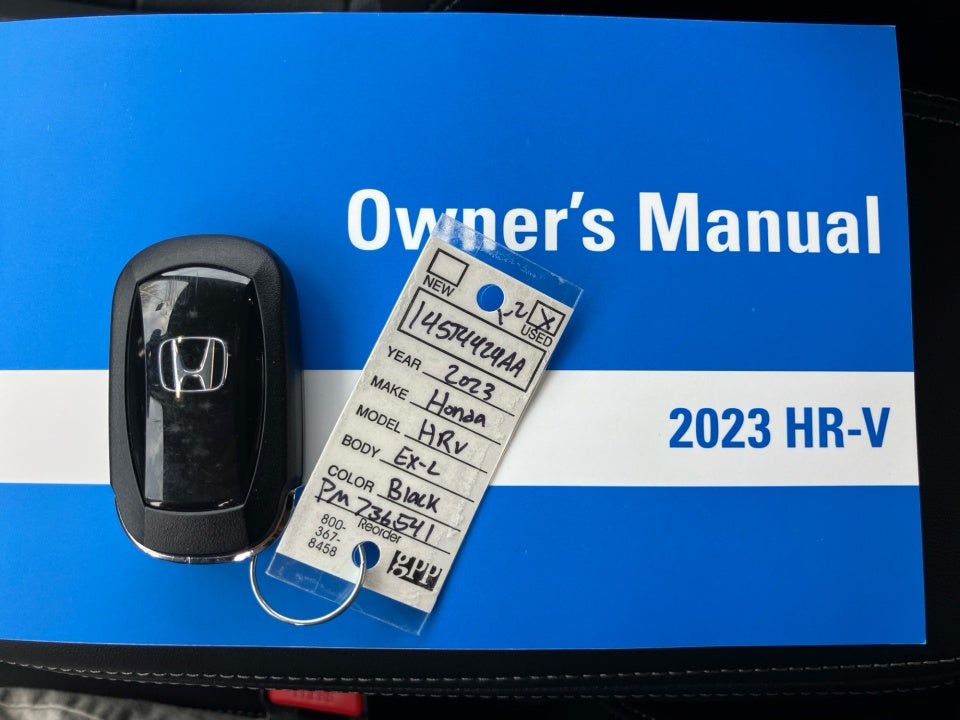 Owner's Manual
2023 HR-V
NEW
USED
X
YEAR 2023
MAKE Honda
MODEL HRV
BODY EX-L
COLOR Black
PM 736541
800-
367-
8458
Reorder
gpp